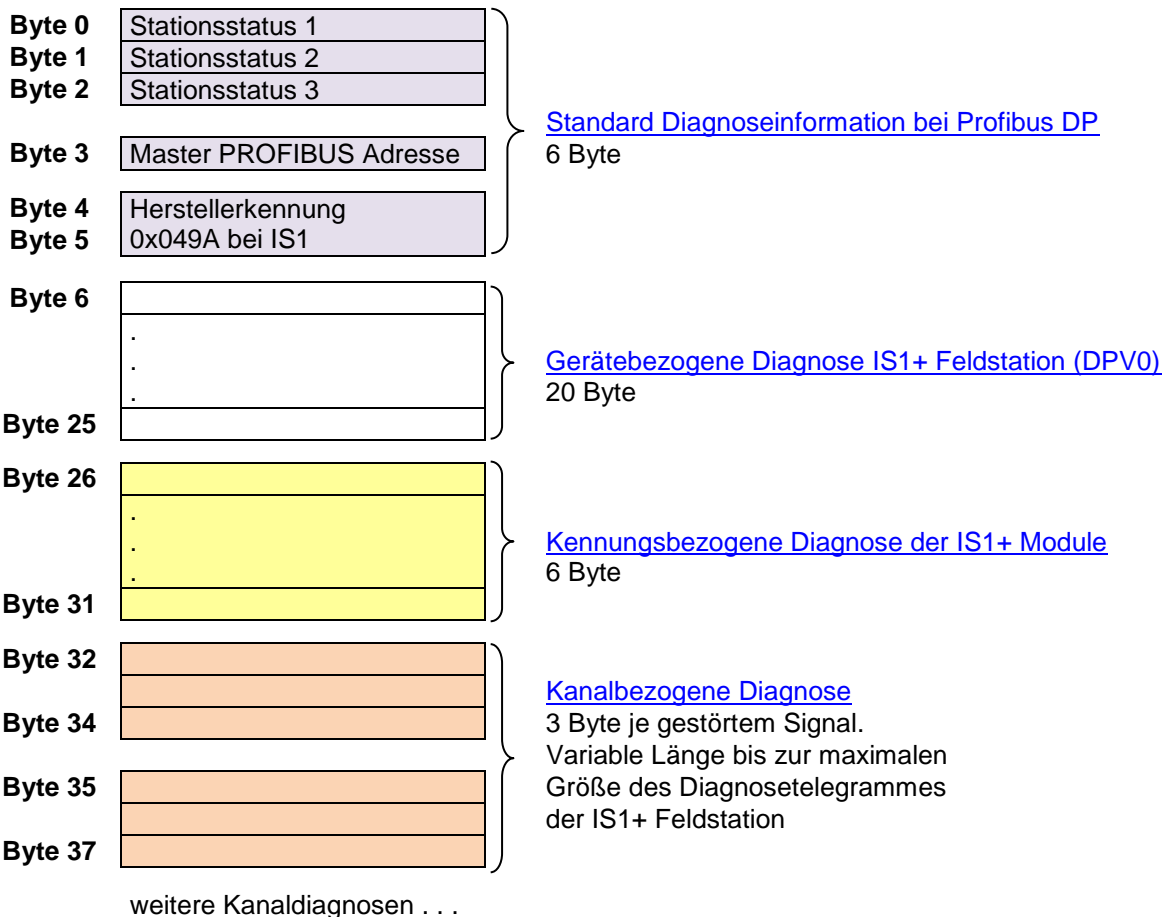 Byte 0 Stationsstatus 1
Byte 1 Stationsstatus 2
Byte 2 Stationsstatus 3
Standard Diagnoseinformation bei Profibus DP
Byte 3 Master PROFIBUS Adresse 6 Byte
Byte 4 Herstellerkennung
Byte 5 0x049A bei IS1
Byte 6
.
.
Gerätebezogene Diagnose IS1+ Feldstation (DPV0)
.
20 Byte
Byte 25
Byte 26
.
.
Kennungsbezogene Diagnose der IS1+ Module
.
6 Byte
Byte 31
Byte 32
Kanalbezogene Diagnose
Byte 34 3 Byte je gestörtem Signal.
Variable Länge bis zur maximalen
Byte 35 Größe des Diagnosetelegrammes
der IS1+ Feldstation
Byte 37
weitere Kanaldiagnosen . . .